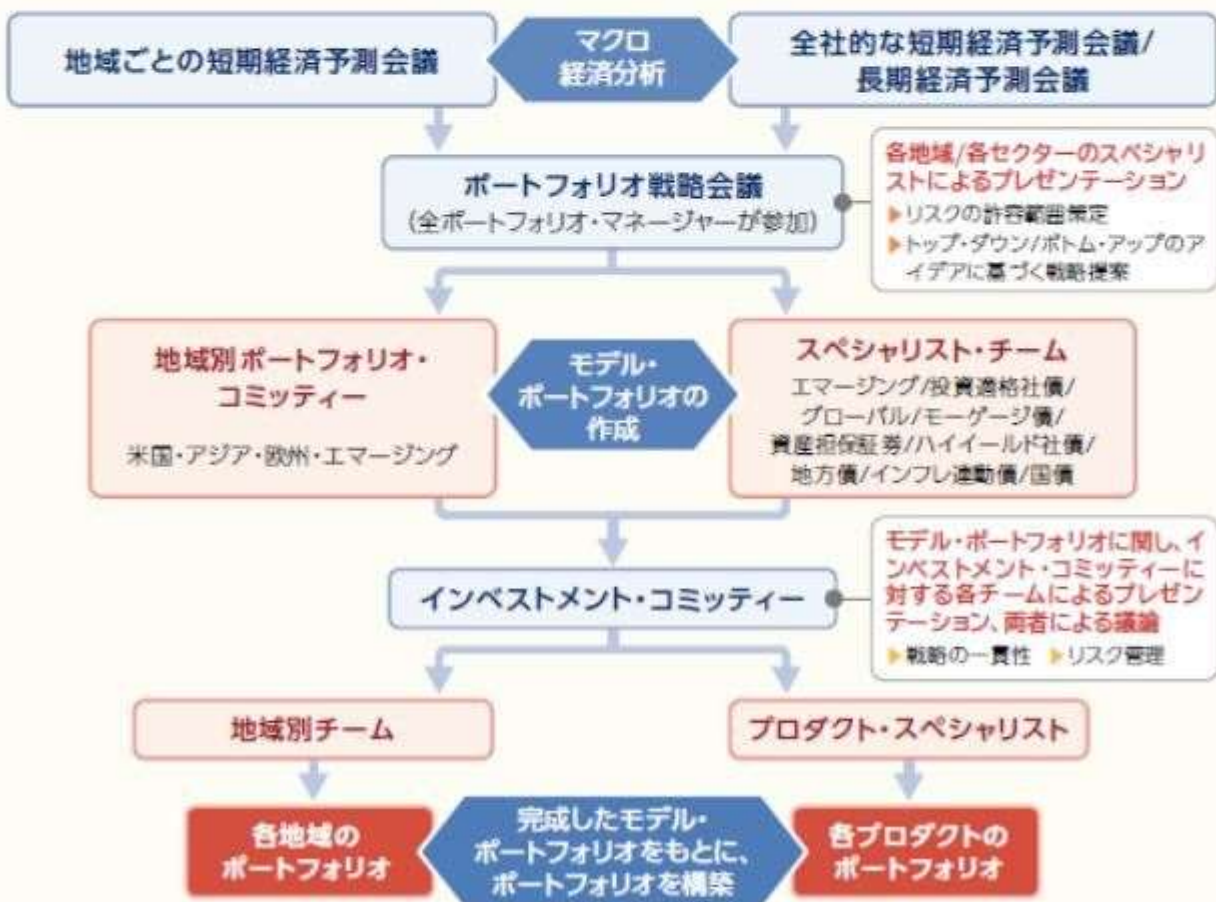 地域ごとの短期経済予測会議
マクロ
経済分析
全社的な短期経済予測会議/
長期経済予測会議
ポートフォリオ戦略会議
(全ポートフォリオ・マネージャーが参加)
各地域/各セクターのスペシャリ
ストによるプレゼンテーション
▶リスクの許容範囲策定
▶トップ・ダウン/ボトム・アップのア
イデアに基づく戦略提案
地域別ポートフォリオ・
コミッティー
米国・アジア・欧州・エマージング
モデル・
ポートフォリオの
作成
スペシャリスト・チーム
エマージング/投資適格社債/
グローバル/モーゲージ債/
資産担保証券/ハイイールド社債/
地方債/インフレ連動債/国債
インベストメント・コミッティー
モデル・ポートフォリオに関し、イ
ンベストメント・コミッティーに
対する各チームによるプレゼン
テーション、両者による議論
▶戦略の一貫性 ▶リスク管理
地域別チーム
プロダクト・スペシャリスト
各地域の
ポートフォリオ
完成したモデル・
ポートフォリオをもとに、
ポートフォリオを構築
各プロダクトの
ポートフォリオ